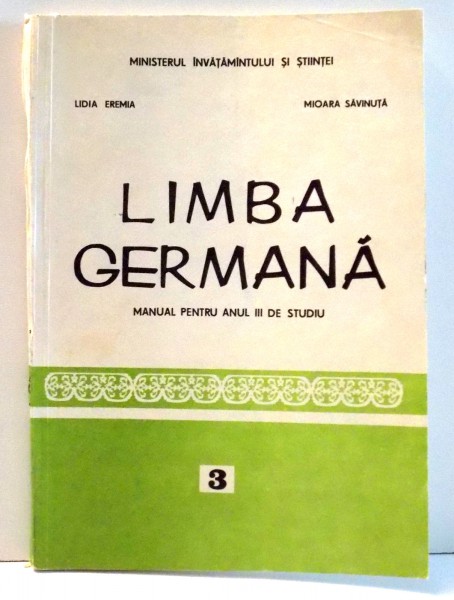 MINISTERUL ÎNVĂȚĂMÎNTULUI ȘI ȘTIINȚEI
LIDIA EREMIA MIOARA SĂVINUȚĂ
LIMBA
GERMANĂ
MANUAL PENTRU ANUL III DE STUDIU
3